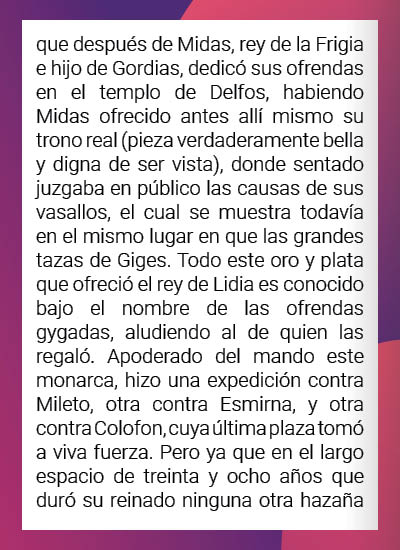 que después de Midas, rey de la Frigia
e hijo de Gordias, dedicó sus ofrendas
en el templo de Delfos, habiendo
Midas ofrecido antes allí mismo su
trono real (pieza verdaderamente bella
y digna de ser vista), donde sentado
juzgaba en público las causas de sus
vasallos, el cual se muestra todavía
en el mismo lugar en que las grandes
tazas de Giges. Todo este oro y plata
que ofreció el rey de Lidia es conocido
bajo el nombre de las ofrendas
gygadas, aludiendo al de quien las
regaló. Apoderado del mando este
monarca, hizo una expedición contra
Mileto, otra contra Esmirna, y otra
contra Colofon, cuya última plaza tomó
a viva fuerza. Pero ya que en el largo
espacio de treinta y ocho años que
duró su reinado ninguna otra hazaña